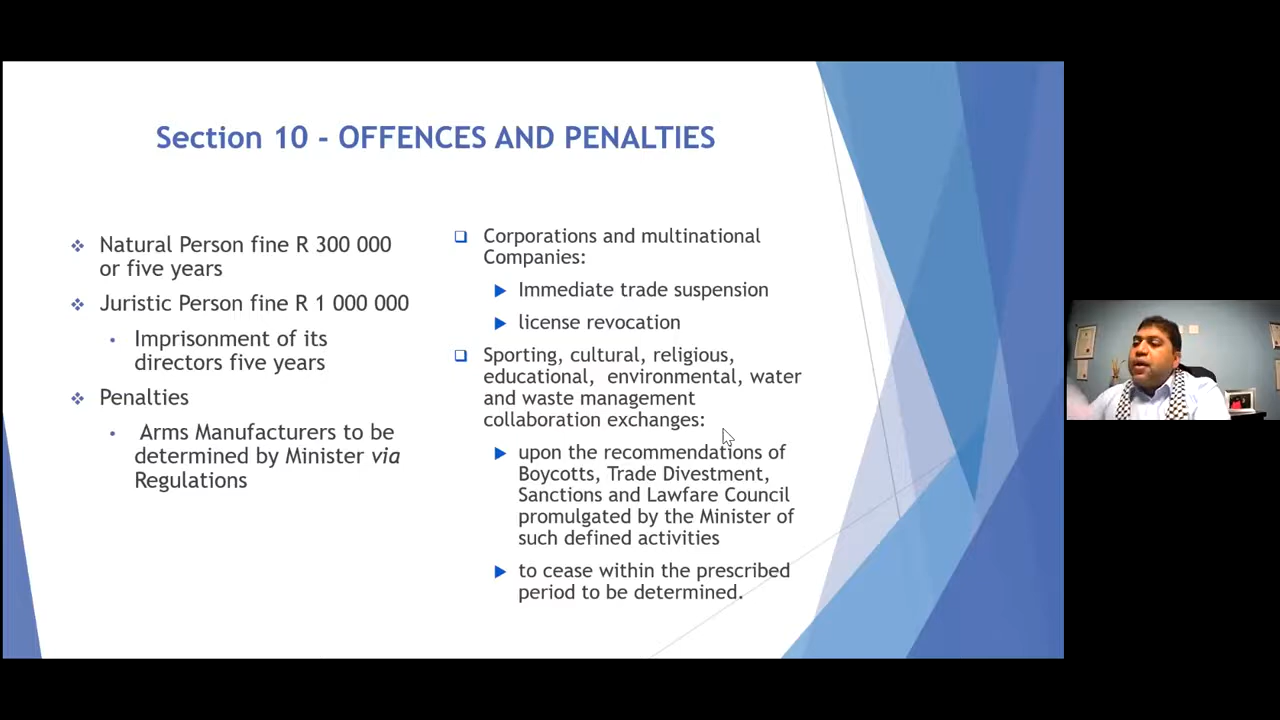 Section 10 - OFFENCES AND PENALTIES
Natural Person fine R 300 000
or five years
Juristic Person fine R 1 000 000
Imprisonment of its
directors five years
Penalties
Arms Manufacturers to be
determined by Minister via
Regulations
Corporations and multinational
Companies:
Immediate trade suspension
license revocation
Sporting, cultural, religious,
educational, environmental, water
and waste management
collaboration exchanges:
upon the recommendations of
Boycotts, Trade Divestment,
Sanctions and Lawfare Council
promulgated by the Minister of
such defined activities
to cease within the prescribed
period to be determined.